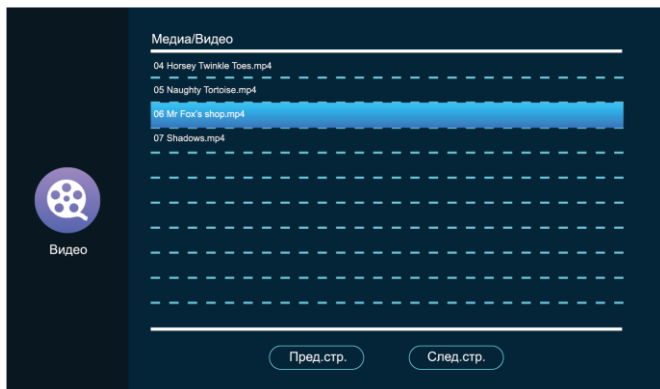 Медиа/Видео
04 Horsey Twinkle Toes.mp4
05 Naughty Tortoise.mp4
06 Mr Fox's shop.mp4
07 Shadows.mp4
Видео
Пред.стр.
След.стр.